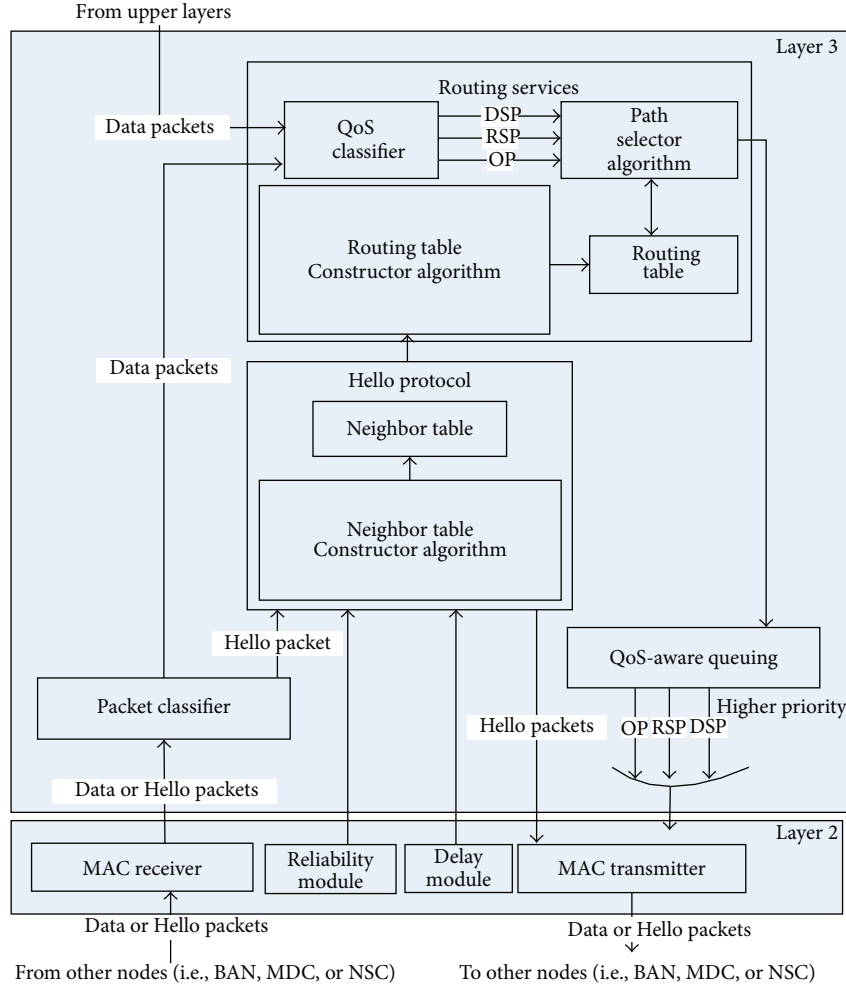 From upper layers
Layer 3
Routing services
Data packets
QoS
classifier
DSP
RSP
OP
Path
selector
algorithm
Routing table
Constructor algorithm
Routing
table
Data packets
Hello protocol
Neighbor table
Neighbor table
Constructor algorithm
Hello packet
QoS-aware queuing
Packet classifier
Hello packets
Higher priority
OP
RSP
DSP
Data or Hello packets
Layer 2
MAC receiver
Reliability
module
Delay
module
MAC transmitter
Data or Hello packets
Data or Hello packets
From other nodes (i.e., BAN, MDC, or NSC)
To other nodes (i.e., BAN, MDC, or NSC)